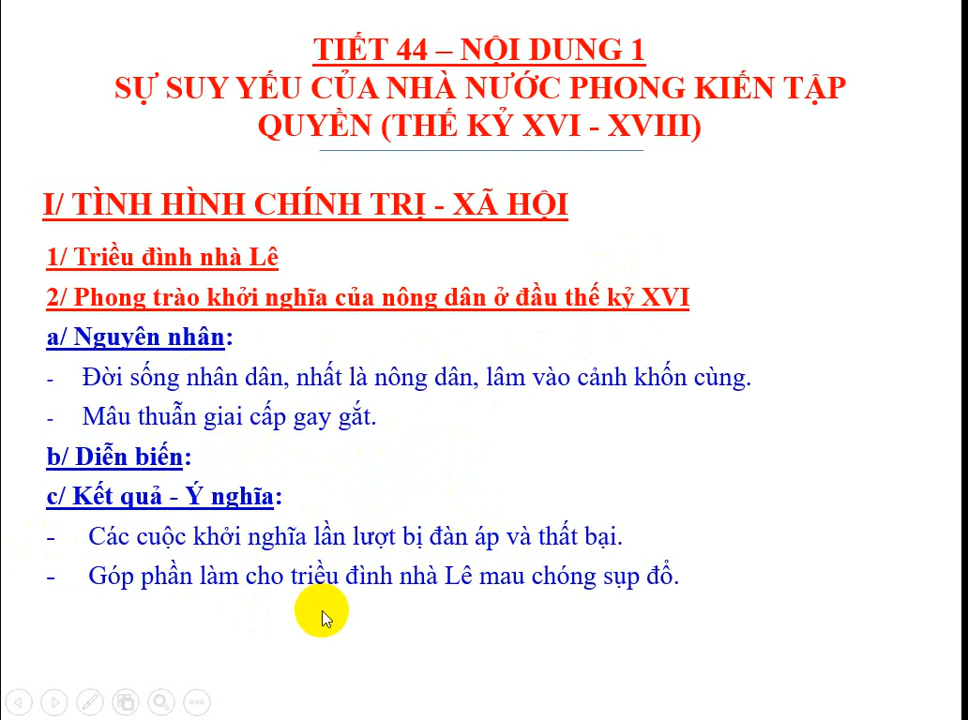 TIẾT 44 – NỘI DUNG 1
SỰ SUY YẾU CỦA NHÀ NƯỚC PHONG KIẾN TẬP
QUYỀN (THẾ KỶ XVI - XVIII)
I/ TÌNH HÌNH CHÍNH TRỊ - XÃ HỘI
1/ Triều đình nhà Lê
2/ Phong trào khởi nghĩa của nông dân ở đầu thế kỷ XVI
a/ Nguyên nhân:
- Đời sống nhân dân, nhất là nông dân, lâm vào cảnh khốn cùng.
- Mâu thuẫn giai cấp gay gắt.
b/ Diễn biến:
c/ Kết quả - Ý nghĩa:
- Các cuộc khởi nghĩa lần lượt bị đàn áp và thất bại.
- Góp phần làm cho triều đình nhà Lê mau chóng sụp đổ.